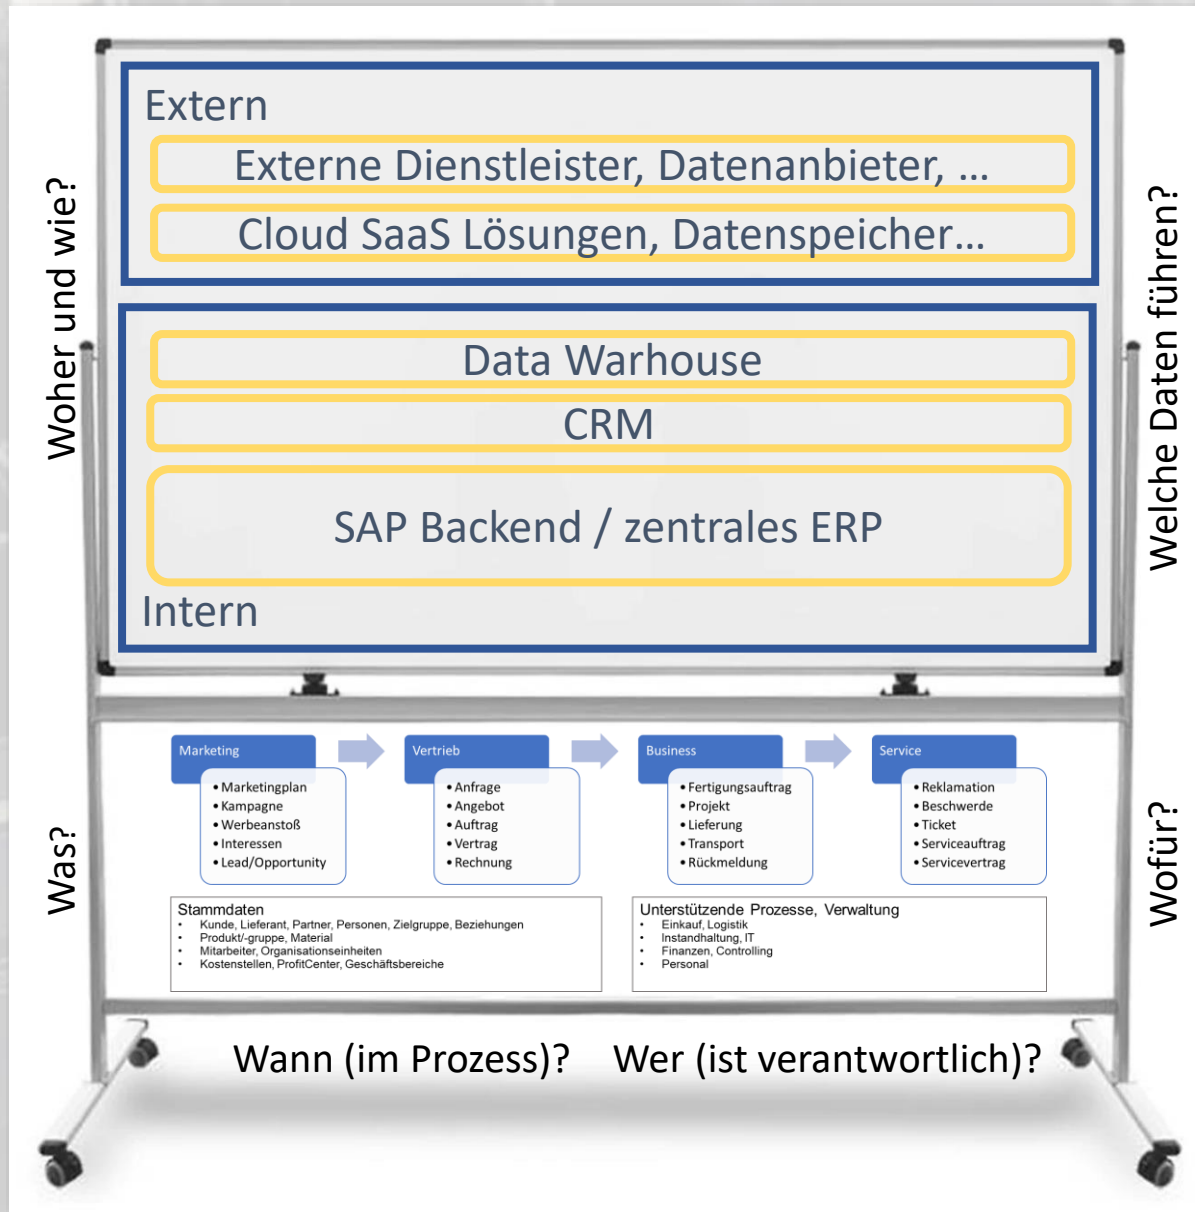 Extern
Externe Dienstleister, Datenanbieter, ...
Cloud SaaS Lösungen, Datenspeicher...
Woher und wie?
Welche Daten führen?
Data Warhouse
CRM
SAP Backend / zentrales ERP
Intern
Was?
Wofür?
Marketing
• Marketingplan
• Kampagne
• Werbeanstoß
• Interessen
• Lead/Opportunity
Vertrieb
• Anfrage
• Angebot
• Auftrag
• Vertrag
• Rechnung
Business
• Fertigungsauftrag
• Projekt
• Lieferung
• Transport
• Rückmeldung
Service
• Reklamation
• Beschwerde
• Ticket
• Serviceauftrag
• Servicevertrag
Stammdaten
• Kunde, Lieferant, Partner, Personen, Zielgruppe, Beziehungen
• Produkt/-gruppe, Material
• Mitarbeiter, Organisationseinheiten
• Kostenstellen, ProfitCenter, Geschäftsbereiche
Unterstützende Prozesse, Verwaltung
• Einkauf, Logistik
• Instandhaltung, IT
• Finanzen, Controlling
• Personal
Wann (im Prozess)?
Wer (ist verantwortlich)?